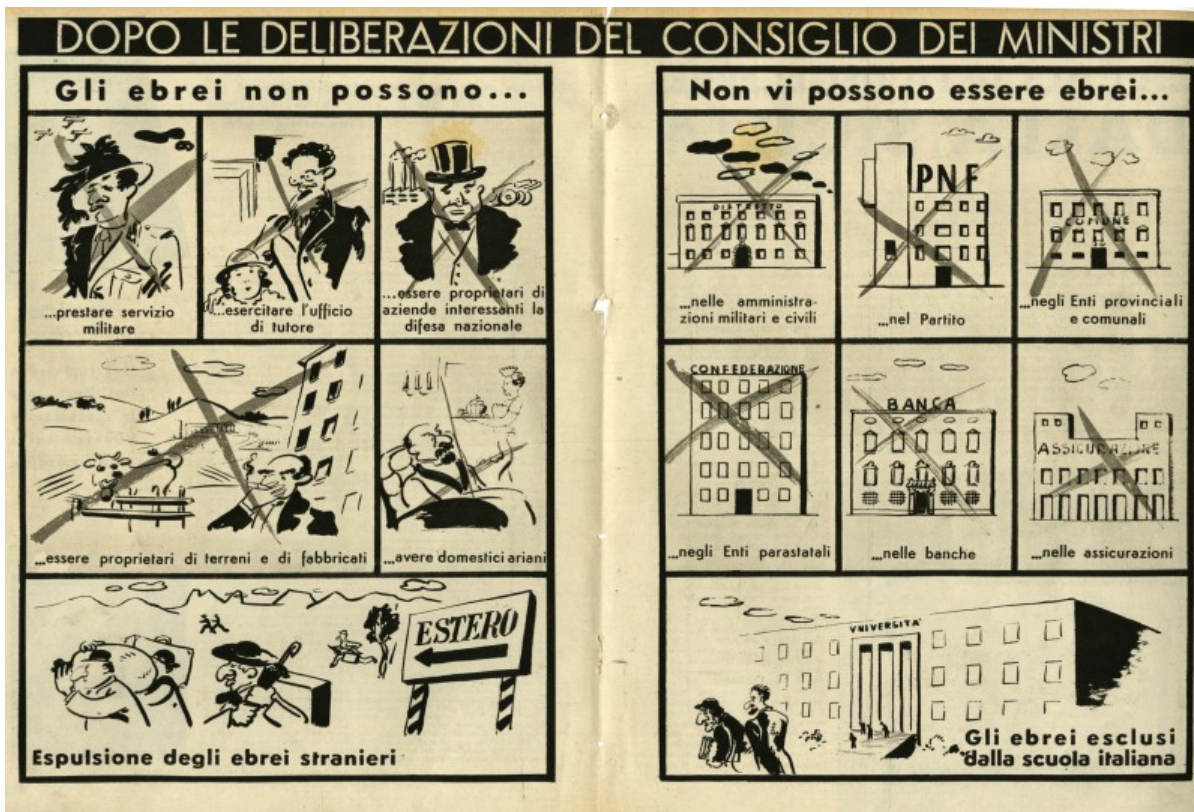 DOPO LE DELIBERAZIONI DEL CONSIGLIO DEI MINISTRI
Gli ebrei non possono...
...prestare servizio
militare
...esercitare l'ufficio
di tutore
...essere proprietari di
aziende interessanti la
difesa nazionale
...essere proprietari di terreni e di fabbricati
...avere domestici ariani
ESTERO
Espulsione degli ebrei stranieri
Non vi possono essere ebrei...
DISTRETTO
...nelle amministra-
zioni militari e civili
PNF
...nel Partito
COMUNE
...negli Enti provinciali
e comunali
CONFEDERAZIONE
...negli Enti parastatali
BANCA
...nelle banche
ASSICURAZIONE
...nelle assicurazioni
VNIVERSITA'
Gli ebrei esclusi
dalla scuola italiana